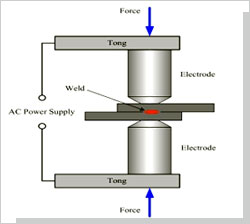 Force
Tong
Electrode
Weld
AC Power Supply
Electrode
Tong
Force